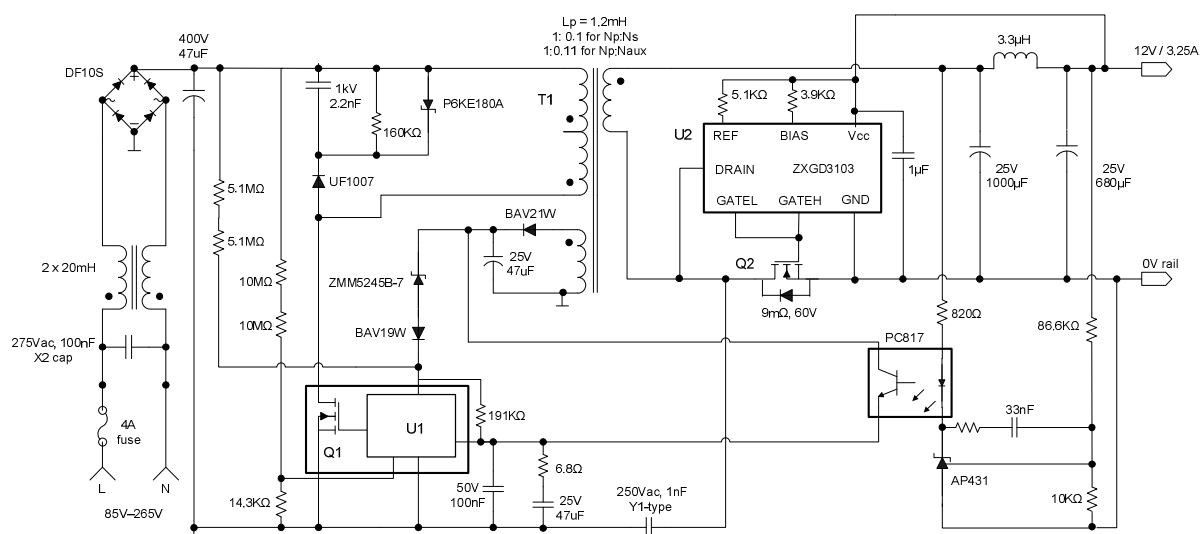 Lp = 1.2mH
1: 0.1 for Np:Ns
1;0.11 for Np;Naux
400V
47uF
DF10S
3.3µH
12V / 3.25A
1kV
2.2nF
P6KE180A
160KΩ
T1
5.1KΩ
3.9KΩ
U2
REF
BIAS
Vcc
DRAIN
ZXGD3103
GATEL
GATEH
GND
1µF
25V
1000µF
25V
680µF
UF1007
5.1MΩ
5.1MΩ
BAV21W
25V
47uF
2 x 20mH
10MΩ
10MΩ
ZMM5245B-7
BAV19W
Q2
9mΩ, 60V
0V rail
820Ω
86.6KΩ
PC817
275Vac, 100nF
X2 cap
4A
fuse
L
N
85V–265V
191KΩ
U1
Q1
33nF
AP431
10KΩ
14.3KΩ
50V
100nF
6.8Ω
25V
47uF
250Vac, 1nF
Y1-type